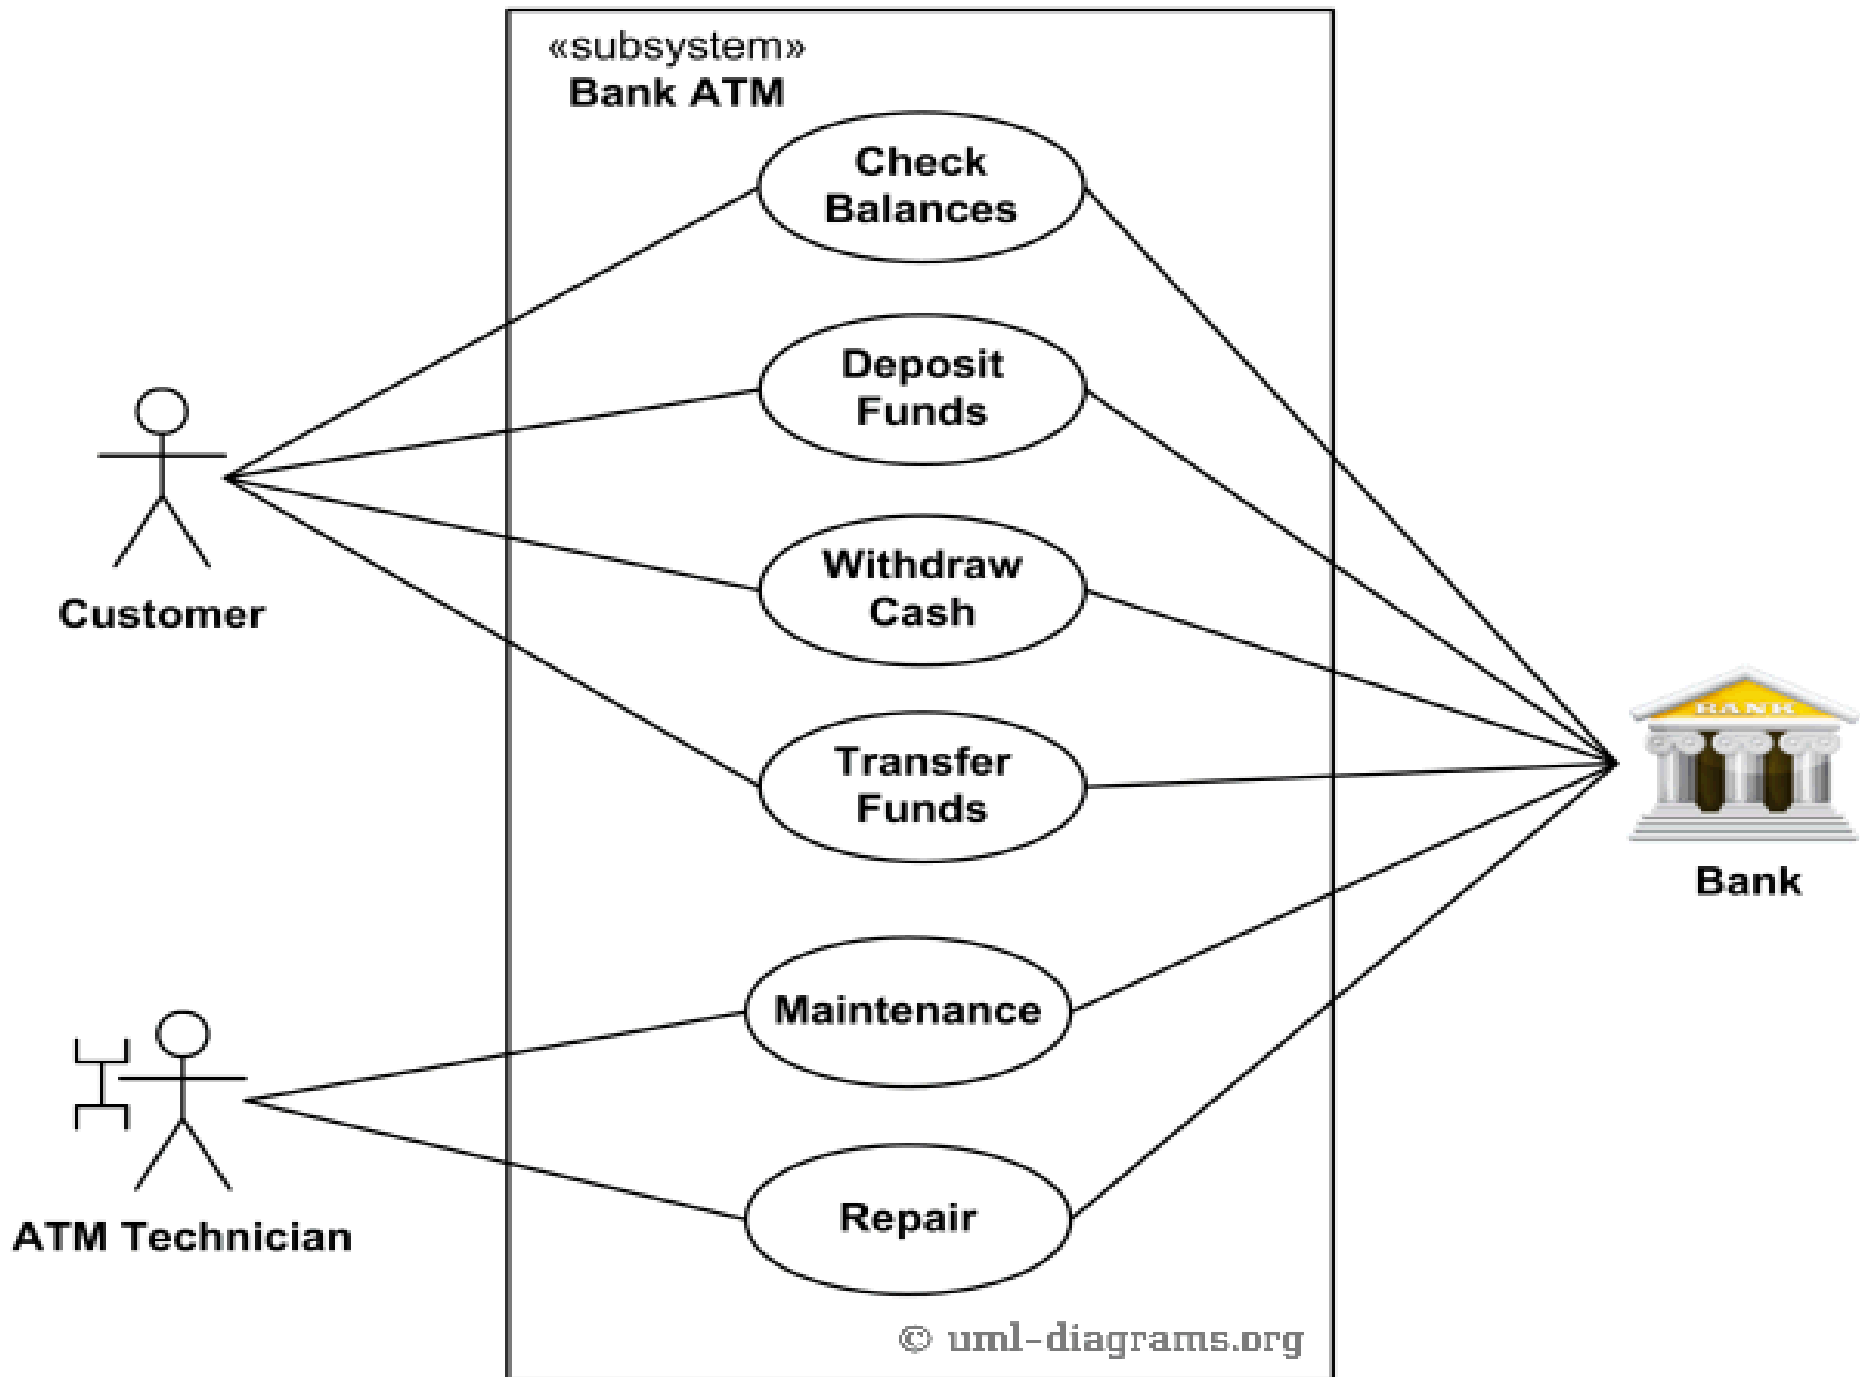 «subsystem»
Bank ATM
Check
Balances
Deposit
Funds
Customer
Withdraw
Cash
Transfer
Funds
BANK
Bank
Maintenance
ATM Technician
Repair
© uml-diagrams.org